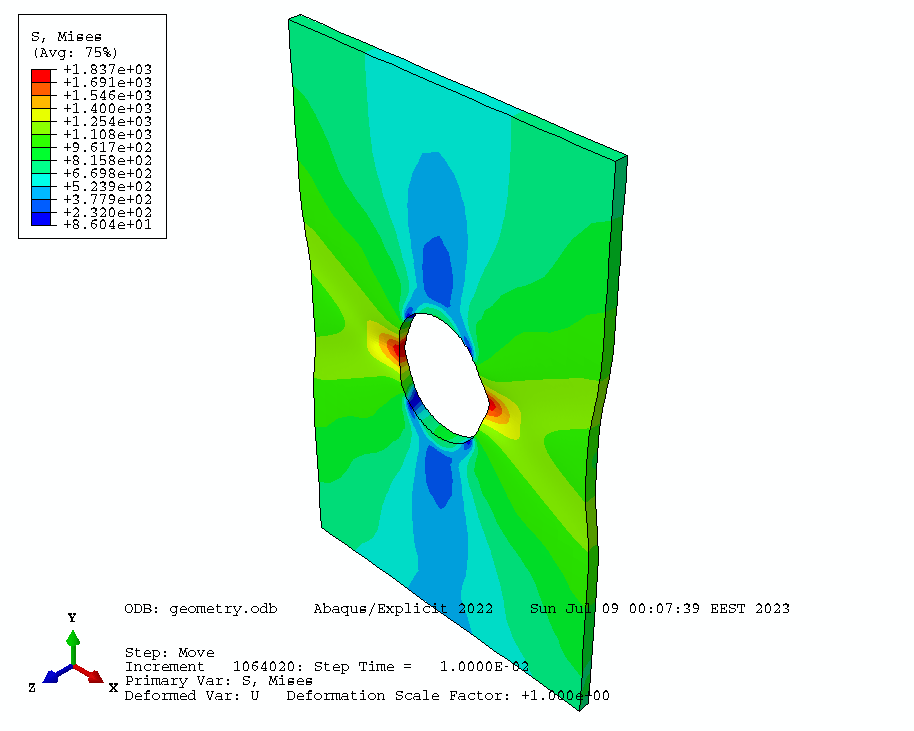 S, Mises
(Avg: 75%)
+1.837e+03
+1.691e+03
+1.546e+03
+1.400e+03
+1.254e+03
+1.108e+03
+9.617e+02
+8.158e+02
+6.698e+02
+5.239e+02
+3.779e+02
+2.320e+02
+8.604e+01
ODB: geometry.odb Abaqus/Explicit 2022 Sun Jul 09 00:07:39 EEST 2023
Y
Z
X
Step: Move
Increment 1064020: Step Time = 1.0000E-02
Primary Var: S, Mises
Deformed Var: U Deformation Scale Factor: +1.000e+00